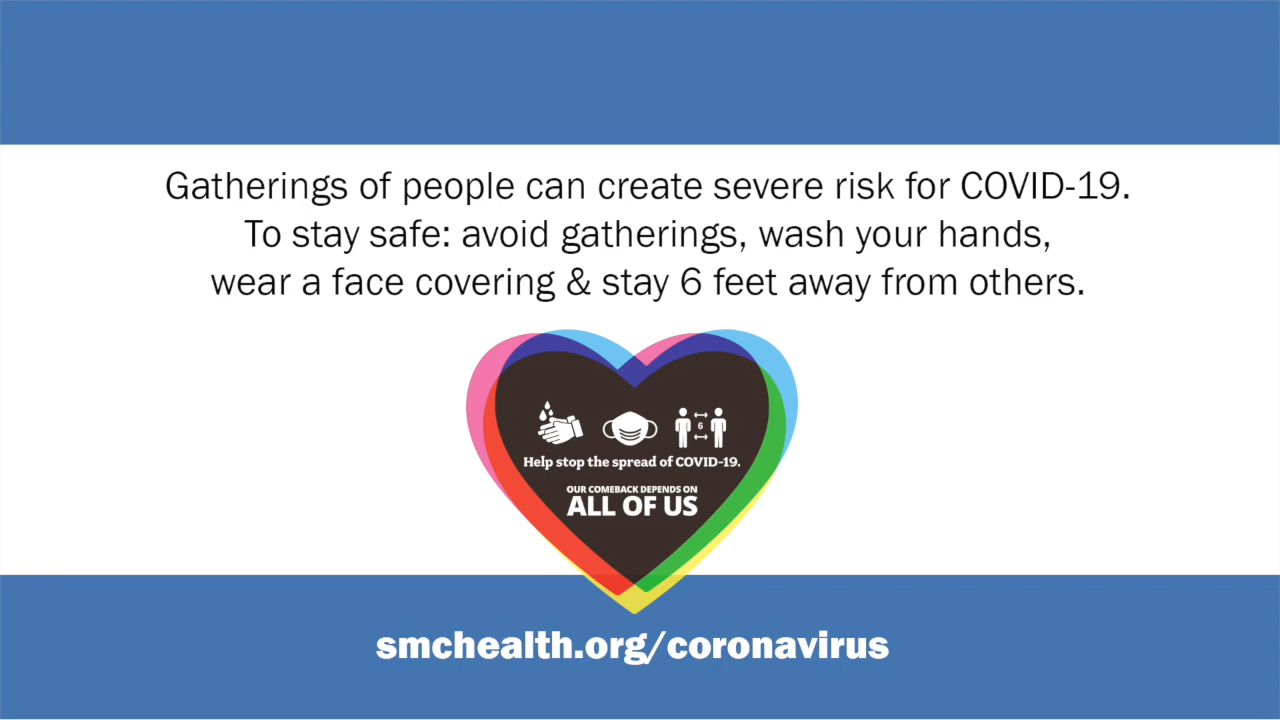 Gatherings of people can create severe risk for COVID-19.
To stay safe: avoid gatherings, wash your hands,
wear a face covering & stay 6 feet away from others.
6
Help stop the spread of COVID-19.
OUR COMEBACK DEPENDS ON
ALL OF US
smchealth.org/coronavirus